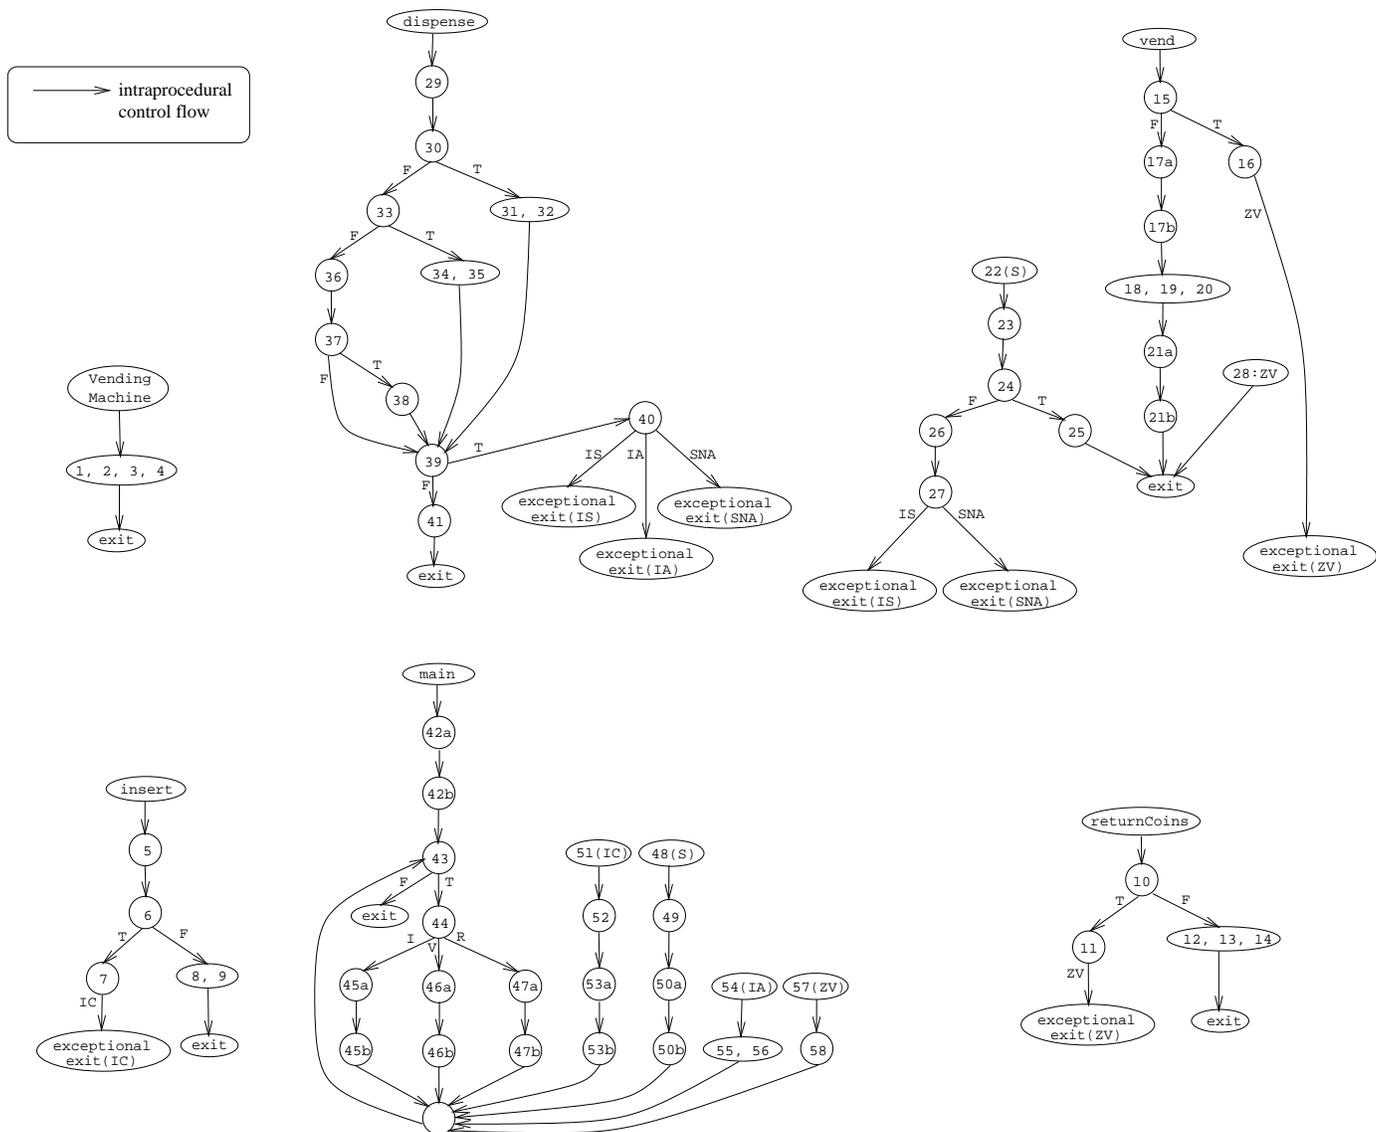 intraprocedural
control flow
dispense
29
30
F
T
33
31, 32
F
T
36
34, 35
37
F
T
38
39
T
40
F
IS
IA
SNA
exceptional
exit(IS)
exceptional
exit(IA)
exceptional
exit(SNA)
41
exit
Vending
Machine
1, 2, 3, 4
exit
vend
15
F
T
17a
16
ZV
17b
18, 19, 20
21a
21b
28:ZV
exit
exceptional
exit(ZV)
22(S)
23
24
F
T
26
25
27
IS
SNA
exceptional
exit(IS)
exceptional
exit(SNA)
insert
5
6
T
F
7
8, 9
IC
exceptional
exit(IC)
exit
main
42a
42b
43
F
T
exit
44
I
V
R
45a
46a
47a
45b
46b
47b
51(IC)
52
53a
53b
48(S)
49
50a
50b
54(IA)
55, 56
57(ZV)
58
returnCoins
10
T
F
11
12, 13, 14
ZV
exceptional
exit(ZV)
exit